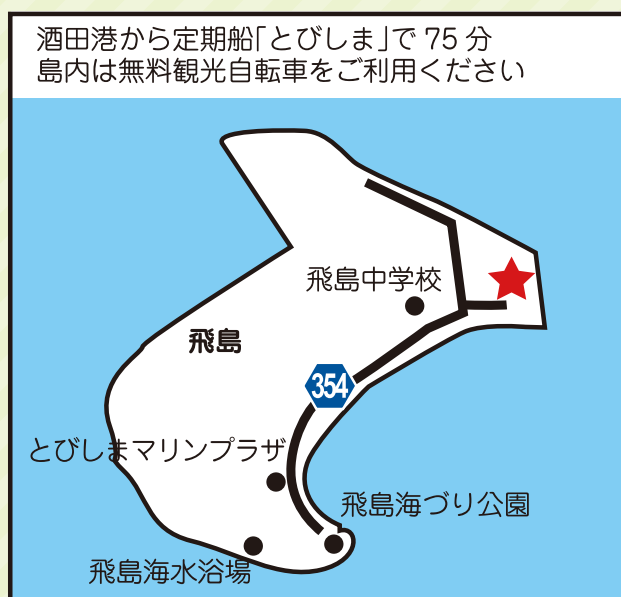 酒田港から定期船「とびしま」で 75 分
島内は無料観光自転車をご利用ください
飛島中学校
飛島
354
とびしまマリンプラザ
飛島海づり公園
飛島海水浴場